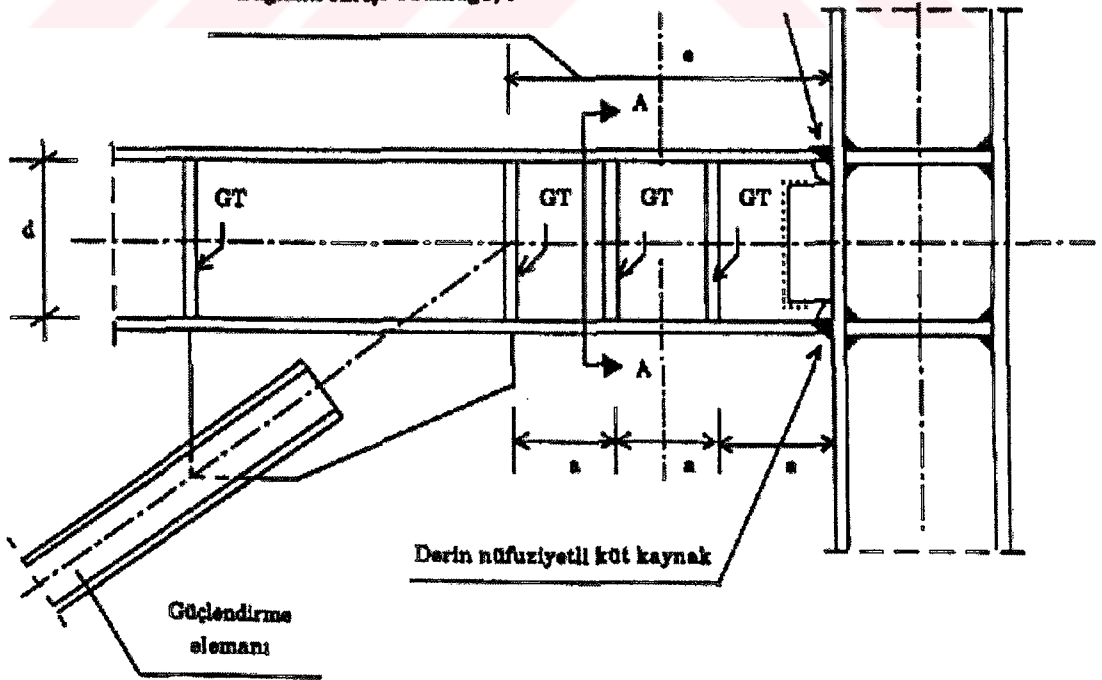 e
A
GT
GT
GT
GT
d
A
a
a
a
Derin nüfuziyetli küt kaynak
Güçlendirme
elemanı